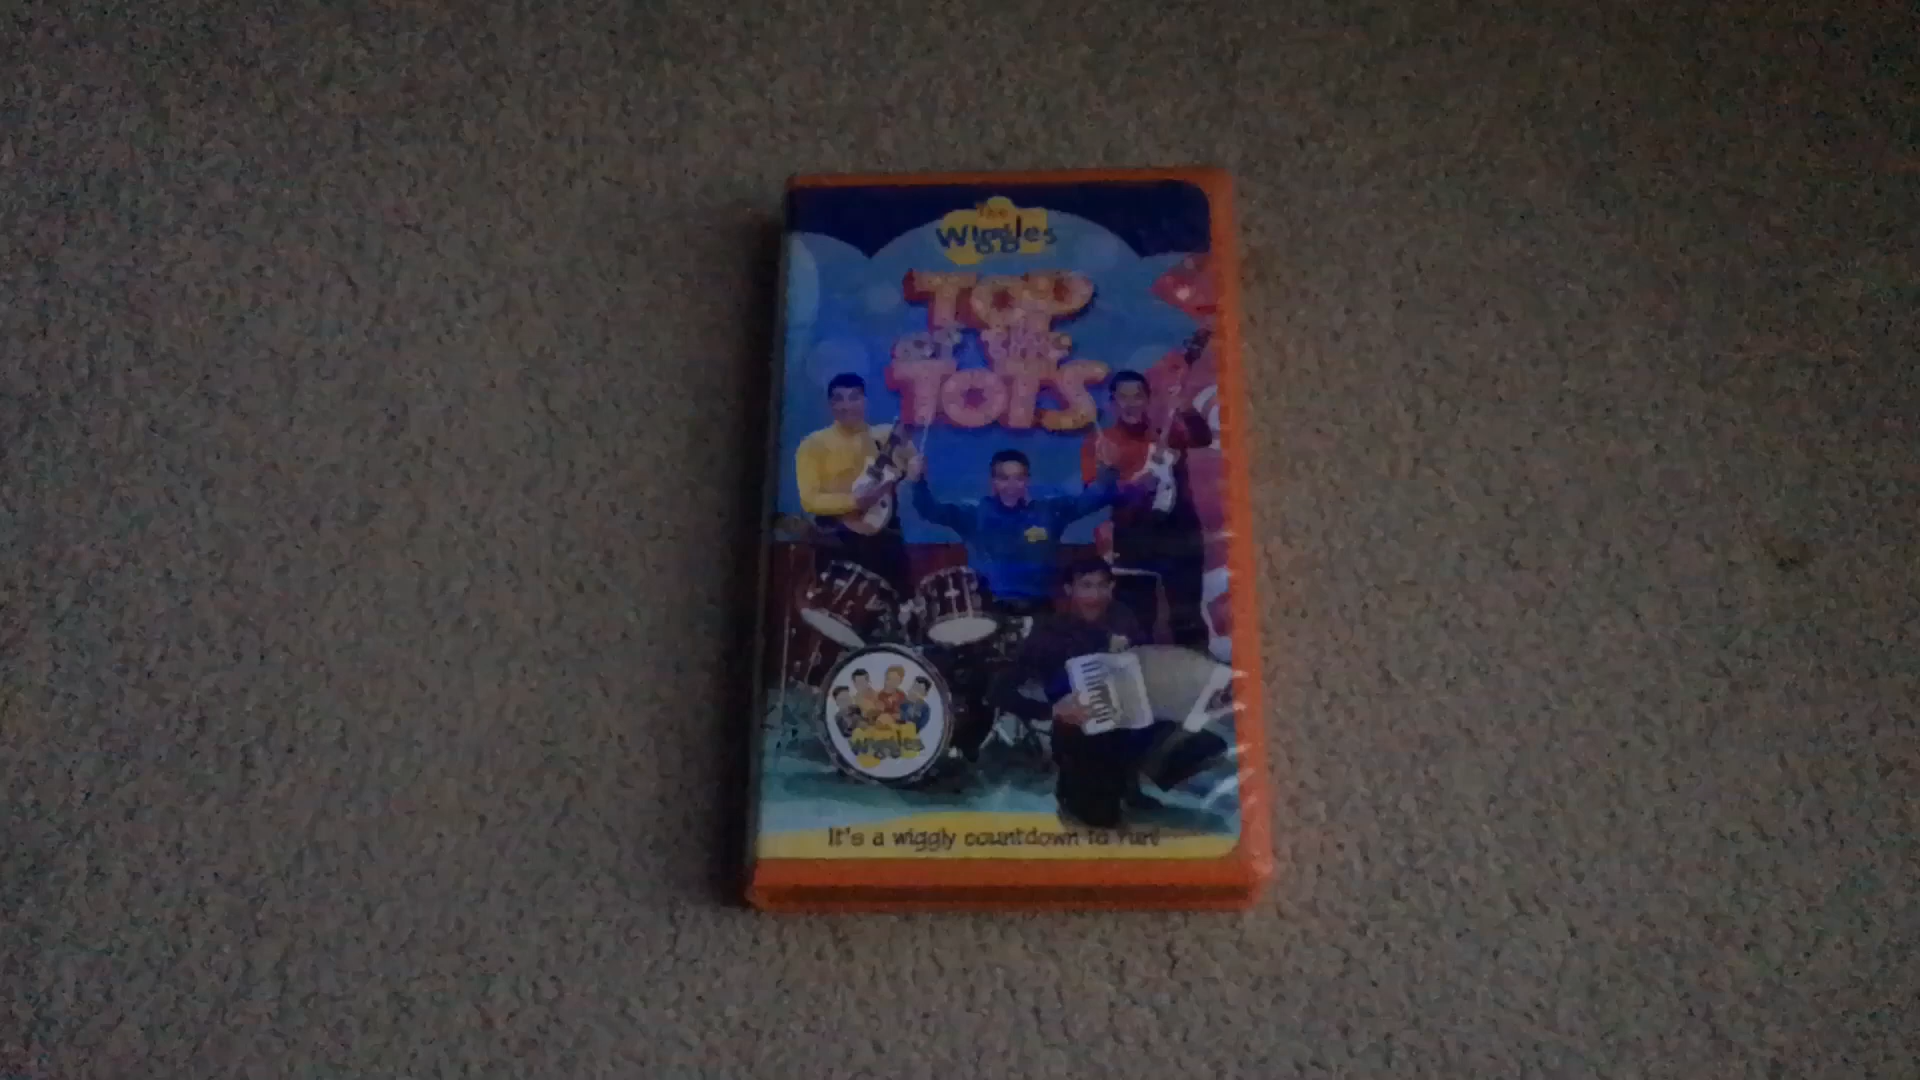 The
Wiggles
TOP
OF THE
TOTS
Wiggles
It's a wiggly countdown to fun!